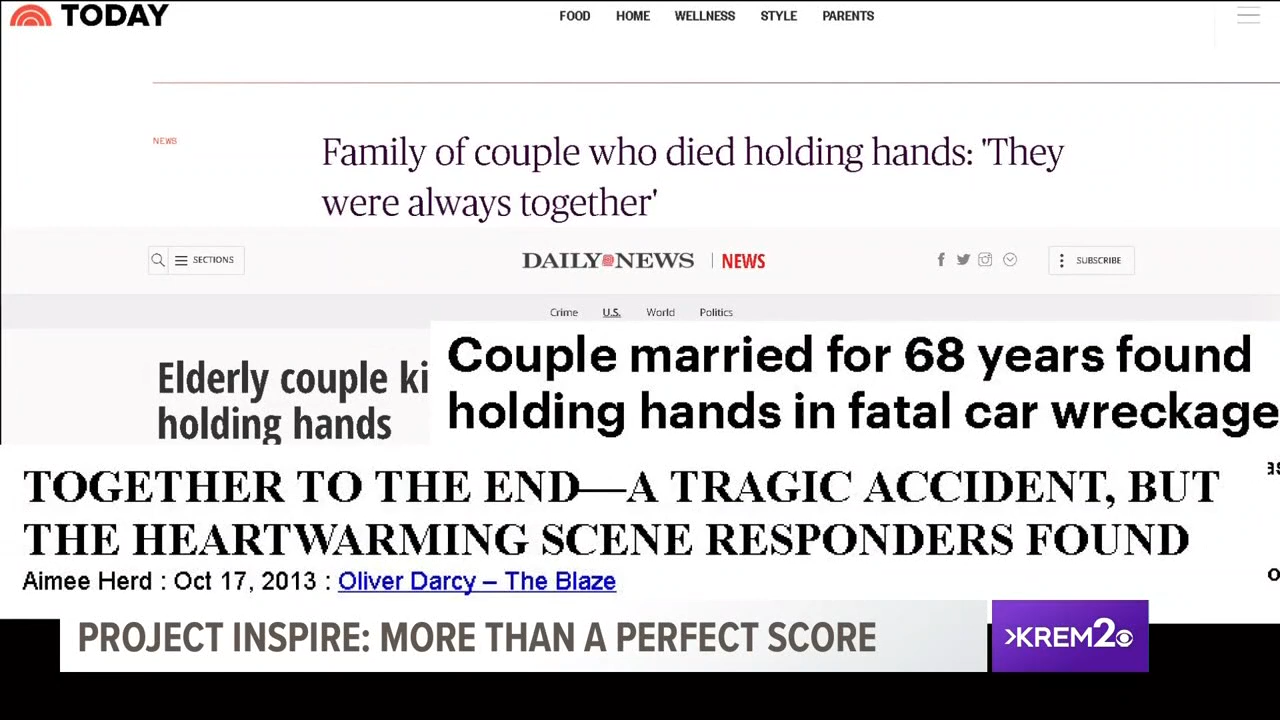 TODAY
FOOD HOME WELLNESS STYLE PARENTS
NEWS
Family of couple who died holding hands: 'They
were always together'
SECTIONS
DAILY NEWS | NEWS
SUBSCRIBE
Crime U.S. World Politics
Elderly couple ki
holding hands
Couple married for 68 years found
holding hands in fatal car wreckage
TOGETHER TO THE END—A TRAGIC ACCIDENT, BUT
THE HEARTWARMING SCENE RESPONDERS FOUND
Aimee Herd : Oct 17, 2013 : Oliver Darcy – The Blaze
PROJECT INSPIRE: MORE THAN A PERFECT SCORE
KREM2